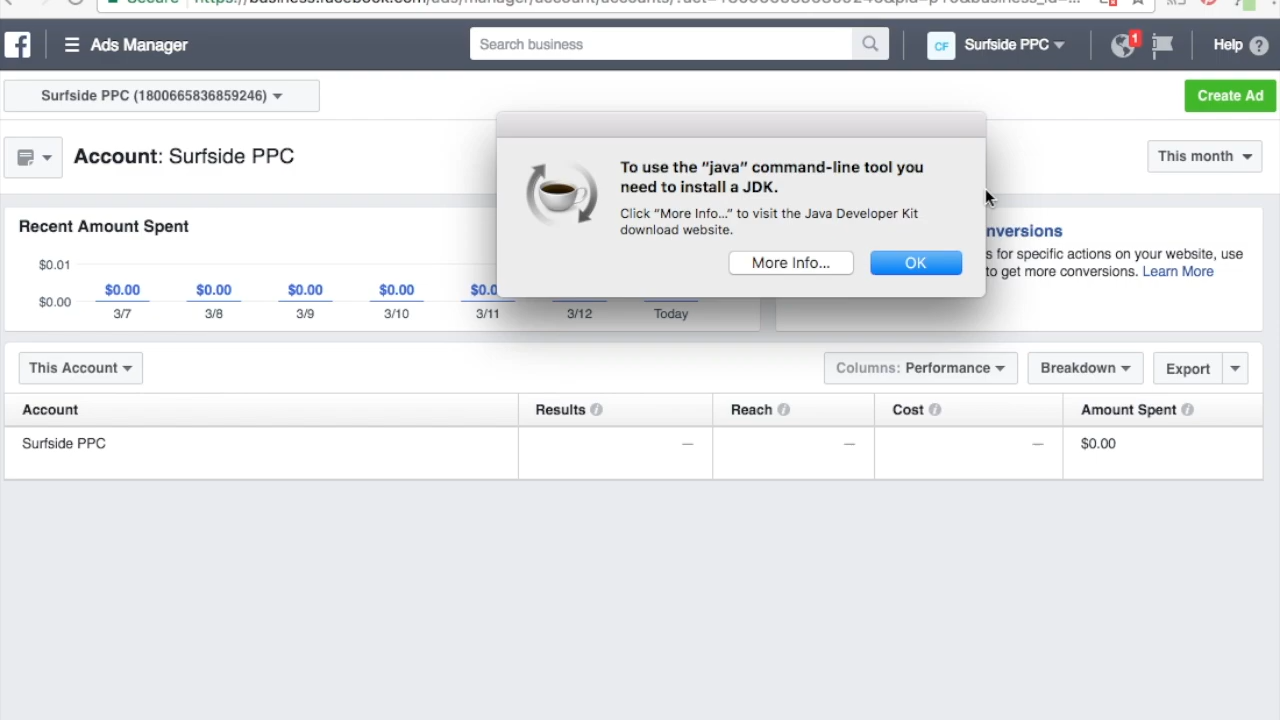 Secure
Ads Manager
Search business
CF
Surfside PPC
1
Help
Surfside PPC (1800665836859246)
Create Ad
Account: Surfside PPC
This month
To use the “java” command-line tool you
need to install a JDK.
Click “More Info...” to visit the Java Developer Kit
download website.
More Info...
OK
Recent Amount Spent
$0.01
$0.00
$0.00 $0.00 $0.00 $0.00 $0.0
3/7 3/8 3/9 3/10 3/11 3/12 Today
nversions
s for specific actions on your website, use
to get more conversions. Learn More
This Account
Columns: Performance
Breakdown
Export
Account Results Reach Cost Amount Spent
Surfside PPC — — — $0.00